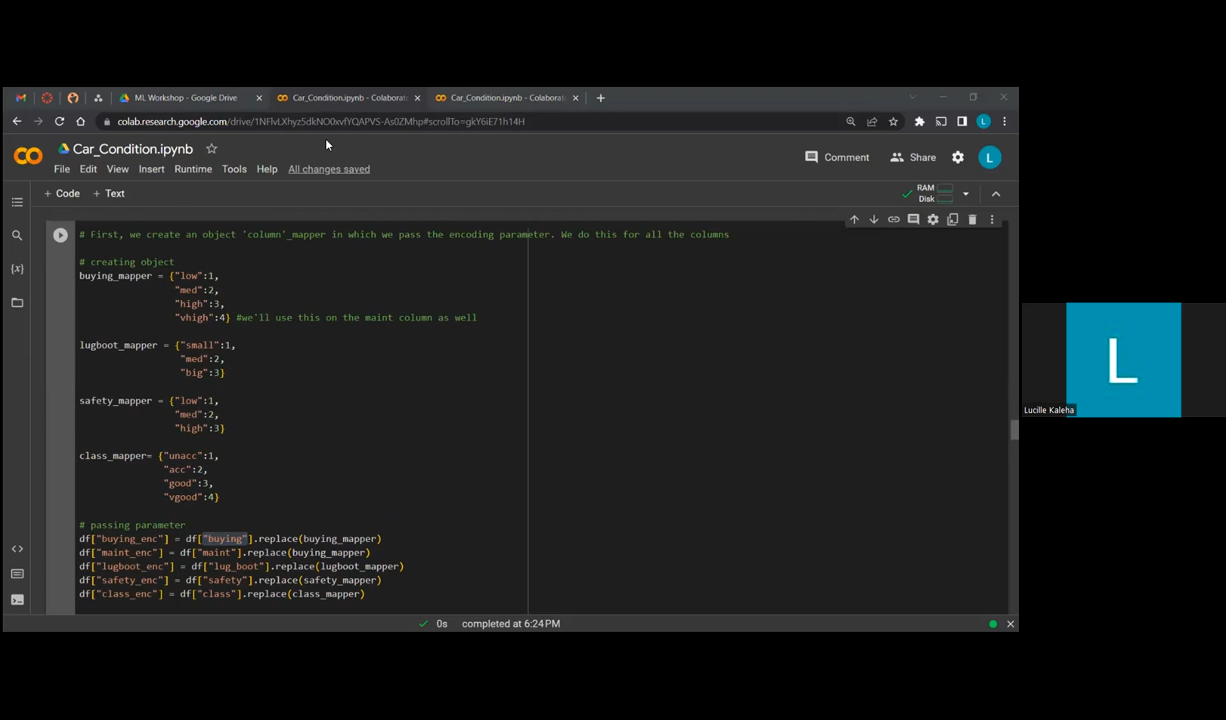 ML Workshop - Google Drive
Car_Condition.ipynb - Colaborat
Car_Condition.ipynb - Colaborat
colab.research.google.com/drive/1NFlvLXhyz5dkNO0xvfYQAPVS-As0ZMhp#scrollTo=gkY6iE71h14H
L
Car_Condition.ipynb
Comment
Share
L
File Edit View Insert Runtime Tools Help All changes saved
+ Code + Text
RAM
Disk
# First, we create an object 'column'_mapper in which we pass the encoding parameter. We do this for all the columns
# creating object
buying_mapper = {"low":1,
"med":2,
"high":3,
"vhigh":4} #we'll use this on the maint column as well
lugboot_mapper = {"small":1,
"med":2,
"big":3}
safety_mapper = {"low":1,
"med":2,
"high":3}
class_mapper= {"unacc":1,
"acc":2,
"good":3,
"vgood":4}
# passing parameter
df["buying_enc"] = df["buying"].replace(buying_mapper)
df["maint_enc"] = df["maint"].replace(buying_mapper)
df["lugboot_enc"] = df["lug_boot"].replace(lugboot_mapper)
df["safety_enc"] = df["safety"].replace(safety_mapper)
df["class_enc"] = df["class"].replace(class_mapper)
0s completed at 6:24 PM
L
Lucille Kaleha